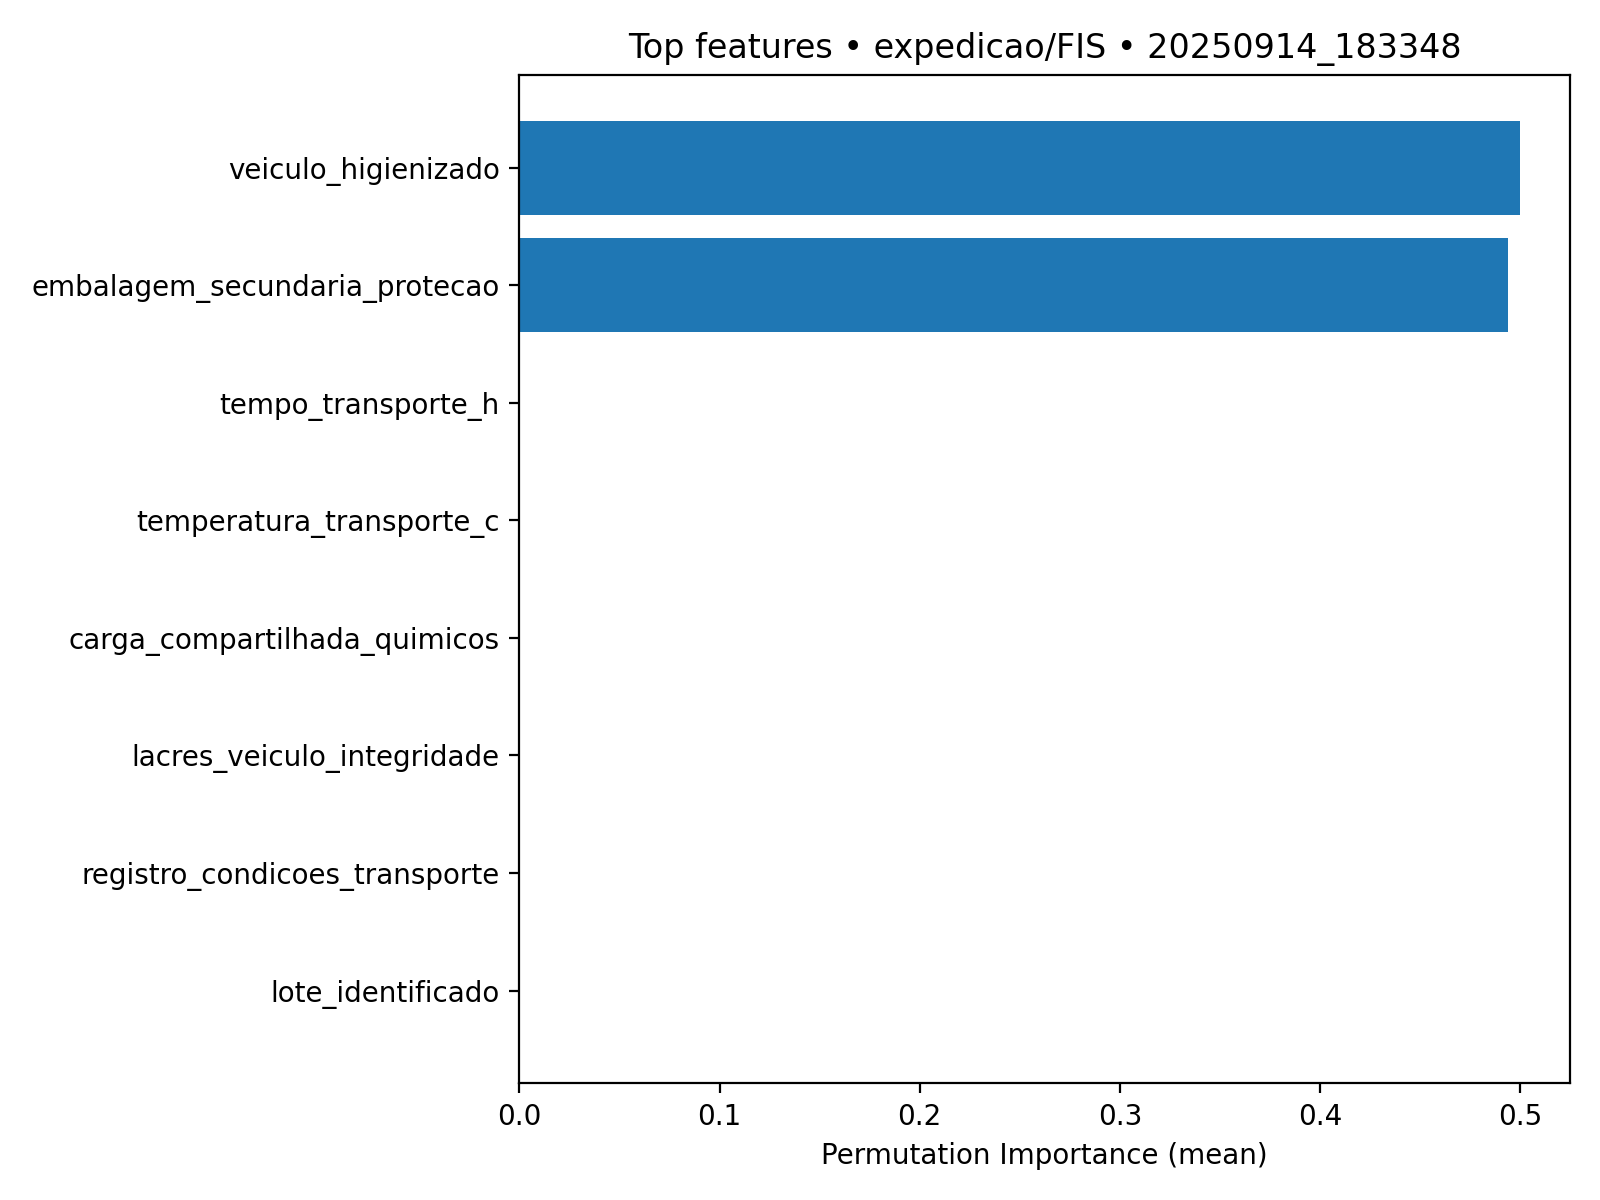 Top features • expedicao/FIS • 20250914_183348
veiculo_higienizado
embalagem_secundaria_protecao
tempo_transporte_h
temperatura_transporte_c
carga_compartilhada_quimicos
lacres_veiculo_integridade
registro_condicoes_transporte
lote_identificado
0.0 0.1 0.2 0.3 0.4 0.5
Permutation Importance (mean)